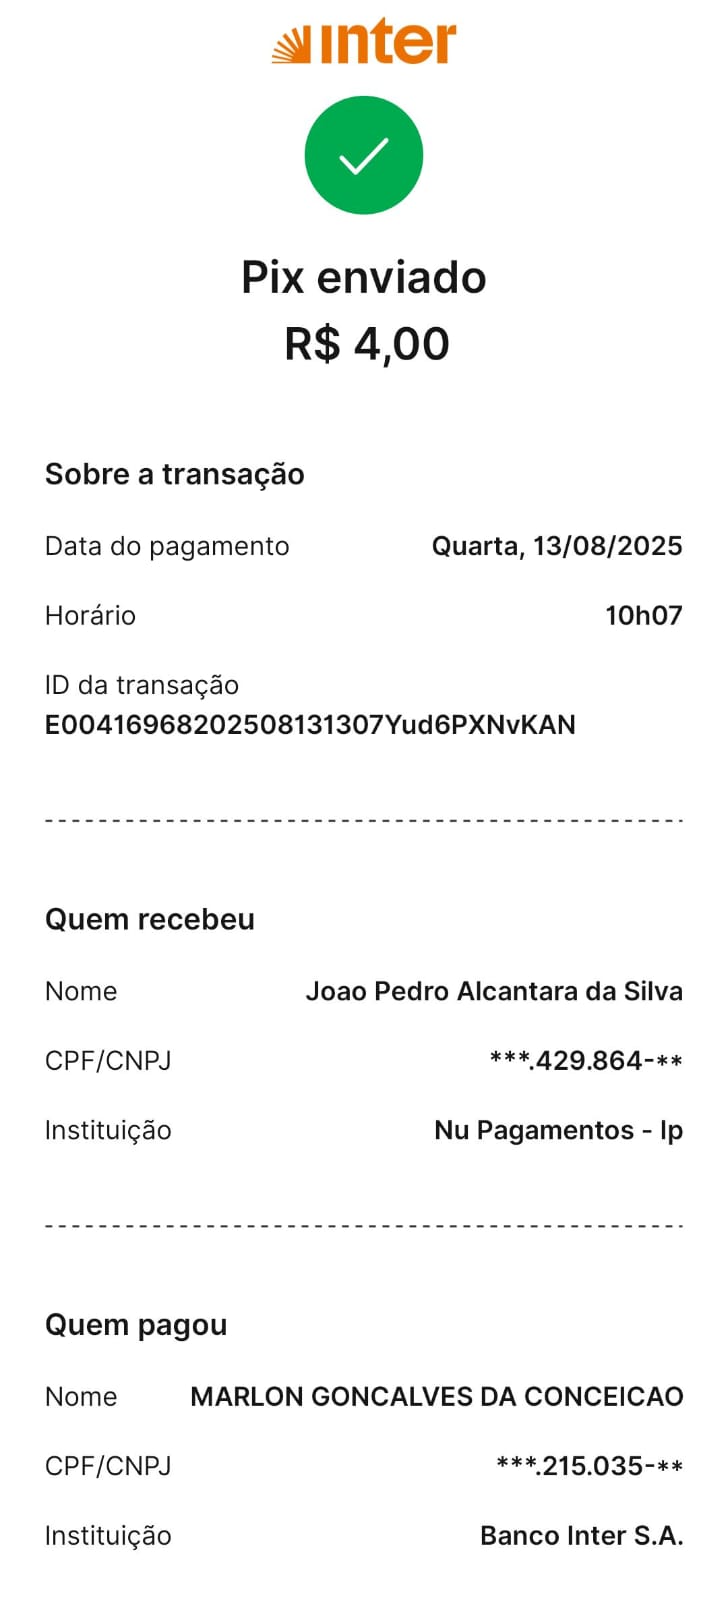 inter
Pix enviado
R$ 4,00
Sobre a transação
Data do pagamento Quarta, 13/08/2025
Horário 10h07
ID da transação
E00416968202508131307Yud6PXNvKAN
Quem recebeu
Nome Joao Pedro Alcantara da Silva
CPF/CNPJ ***.429.864-**
Instituição Nu Pagamentos - Ip
Quem pagou
Nome MARLON GONCALVES DA CONCEICAO
CPF/CNPJ ***.215.035-**
Instituição Banco Inter S.A.